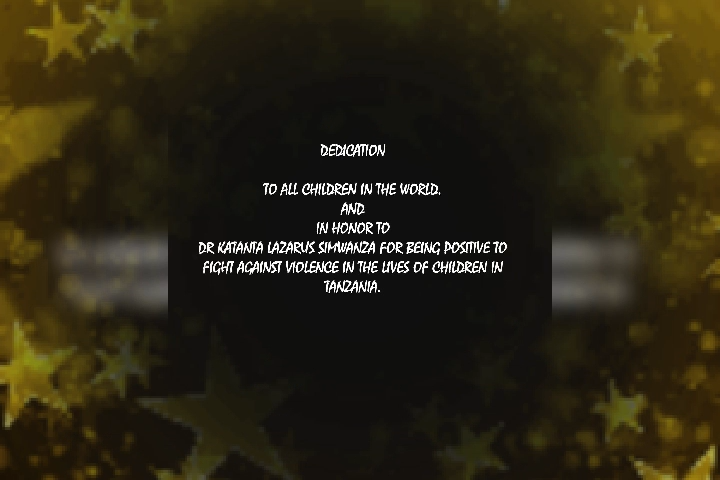 DEDICATION
TO ALL CHILDREN IN THE WORLD.
AND
IN HONOR TO
DR KATANTA LAZARUS SIMWANZA FOR BEING POSITIVE TO
FIGHT AGAINST VIOLENCE IN THE LIVES OF CHILDREN IN
TANZANIA.